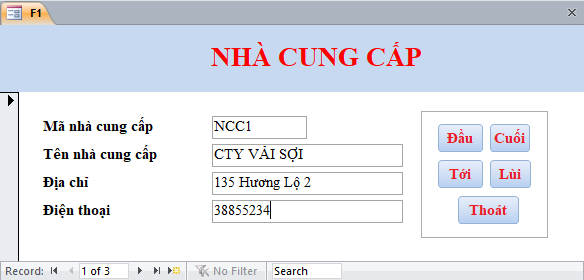 F1
NHÀ CUNG CẤP
Mã nhà cung cấp NCC1
Tên nhà cung cấp CTY VẢI SỢI
Địa chỉ 135 Hương Lộ 2
Điện thoại 38855234
Đầu Cuối
Tới Lùi
Thoát
Record: 1 of 3 No Filter Search